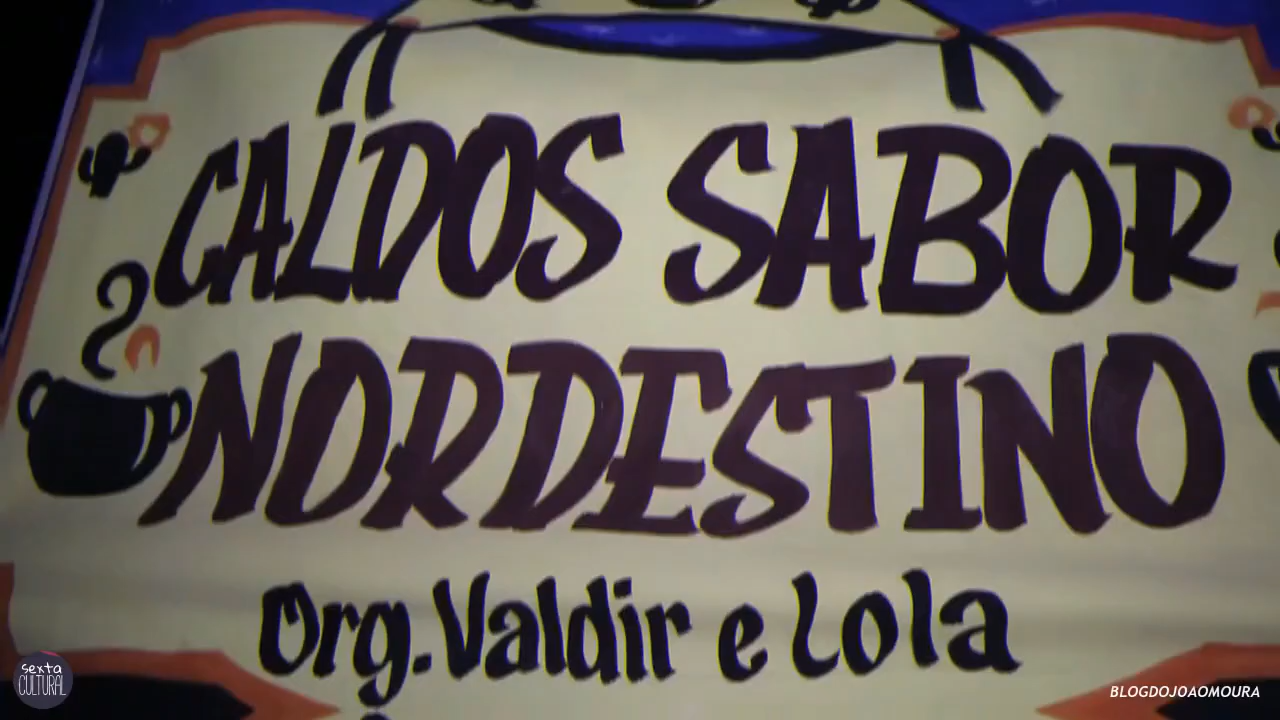 CALDOS SABOR
NORDESTINO
Org. Valdir e Lola
sexta
CULTURAL
BLOGDOJOAOMOURA